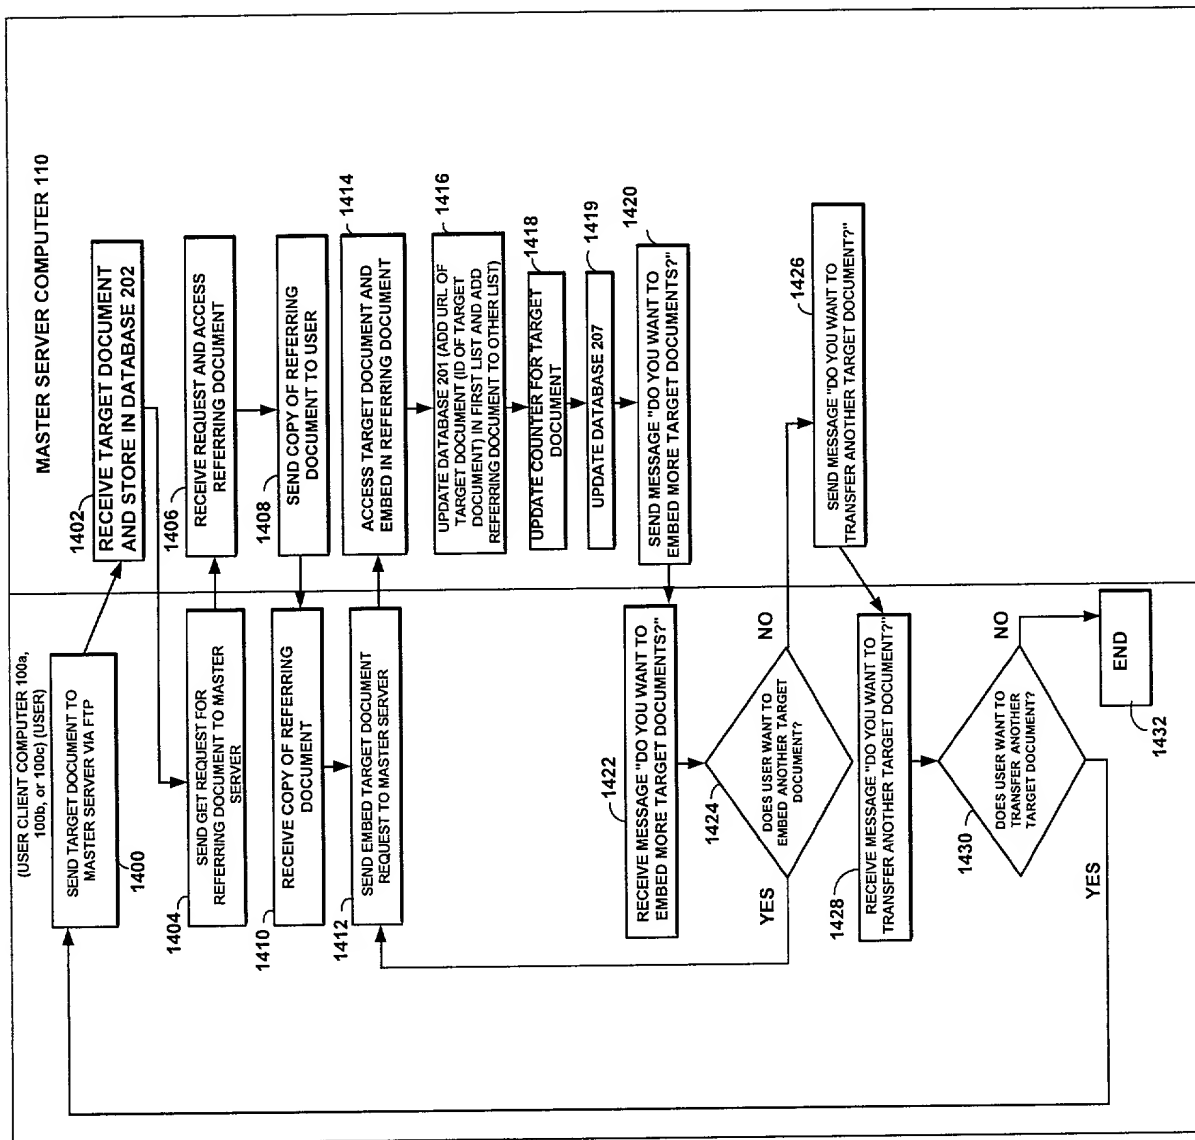 (USER CLIENT COMPUTER 100a,
100b, or 100c) (USER)
MASTER SERVER COMPUTER 110
SEND TARGET DOCUMENT TO
MASTER SERVER VIA FTP
1400
1402
RECEIVE TARGET DOCUMENT
AND STORE IN DATABASE 202
1404
SEND GET REQUEST FOR
REFERRING DOCUMENT TO MASTER
SERVER
1406
RECEIVE REQUEST AND ACCESS
REFERRING DOCUMENT
1408
SEND COPY OF REFERRING
DOCUMENT TO USER
1410
RECEIVE COPY OF REFERRING
DOCUMENT
1412
SEND EMBED TARGET DOCUMENT
REQUEST TO MASTER SERVER
1414
ACCESS TARGET DOCUMENT AND
EMBED IN REFERRING DOCUMENT
1416
UPDATE DATABASE 201 (ADD URL OF
TARGET DOCUMENT (ID OF TARGET
DOCUMENT) IN FIRST LIST AND ADD
REFERRING DOCUMENT TO OTHER LIST)
1418
UPDATE COUNTER FOR TARGET
DOCUMENT
1419
UPDATE DATABASE 207
1420
SEND MESSAGE "DO YOU WANT TO
EMBED MORE TARGET DOCUMENTS?"
1422
RECEIVE MESSAGE "DO YOU WANT TO
EMBED MORE TARGET DOCUMENTS?"
1424
DOES USER WANT TO
EMBED ANOTHER TARGET
DOCUMENT?
YES
NO
1426
SEND MESSAGE "DO YOU WANT TO
TRANSFER ANOTHER TARGET DOCUMENT?"
1428
RECEIVE MESSAGE "DO YOU WANT TO
TRANSFER ANOTHER TARGET DOCUMENT?"
1430
DOES USER WANT TO
TRANSFER ANOTHER
TARGET DOCUMENT?
YES
NO
END
1432